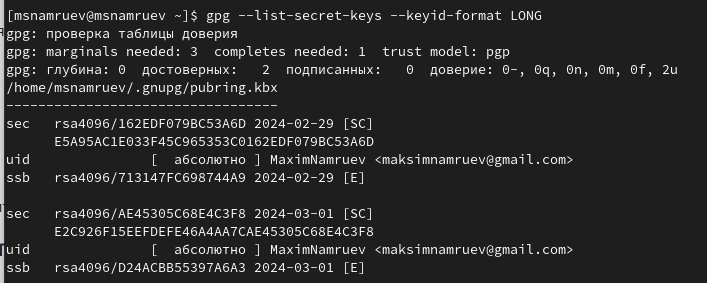 [msnamruev@msnamruev ~]$ gpg --list-secret-keys --keyid-format LONG
gpg: проверка таблицы доверия
gpg: marginals needed: 3  completes needed: 1  trust model: pgp
gpg: глубина: 0  достоверных:   2  подписанных:   0  доверие: 0-, 0q, 0n, 0m, 0f, 2u
/home/msnamruev/.gnupg/pubring.kbx
----------------------------------
sec   rsa4096/162EDF079BC53A6D 2024-02-29 [SC]
      E5A95AC1E033F45C965353C0162EDF079BC53A6D
uid               [  абсолютно ] MaximNamruev <maksimnamruev@gmail.com>
ssb   rsa4096/713147FC698744A9 2024-02-29 [E]
sec   rsa4096/AE45305C68E4C3F8 2024-03-01 [SC]
      E2C926F15EEFDEFE46A4AA7CAE45305C68E4C3F8
uid               [  абсолютно ] MaximNamruev <maksimnamruev@gmail.com>
ssb   rsa4096/D24ACBB55397A6A3 2024-03-01 [E]